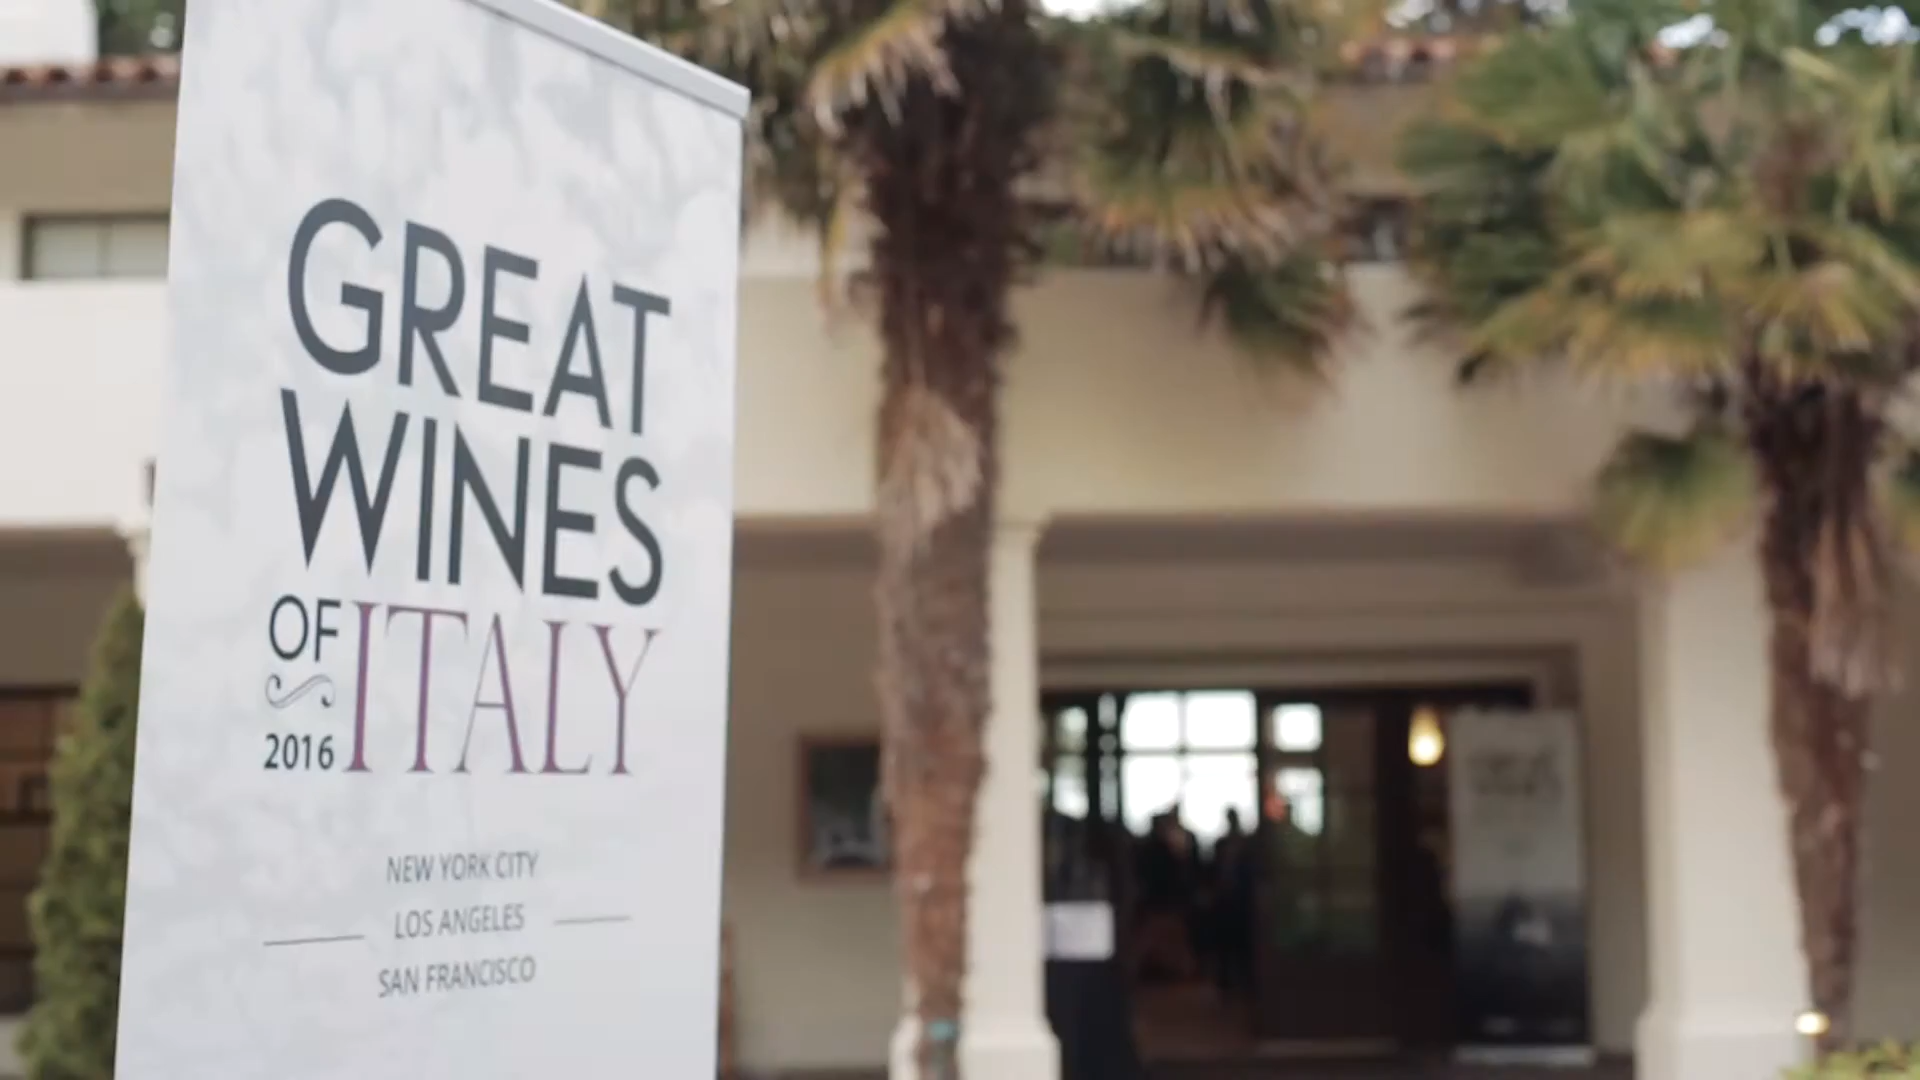 GREAT
WINES
OF ITALY
2016
NEW YORK CITY
LOS ANGELES
SAN FRANCISCO